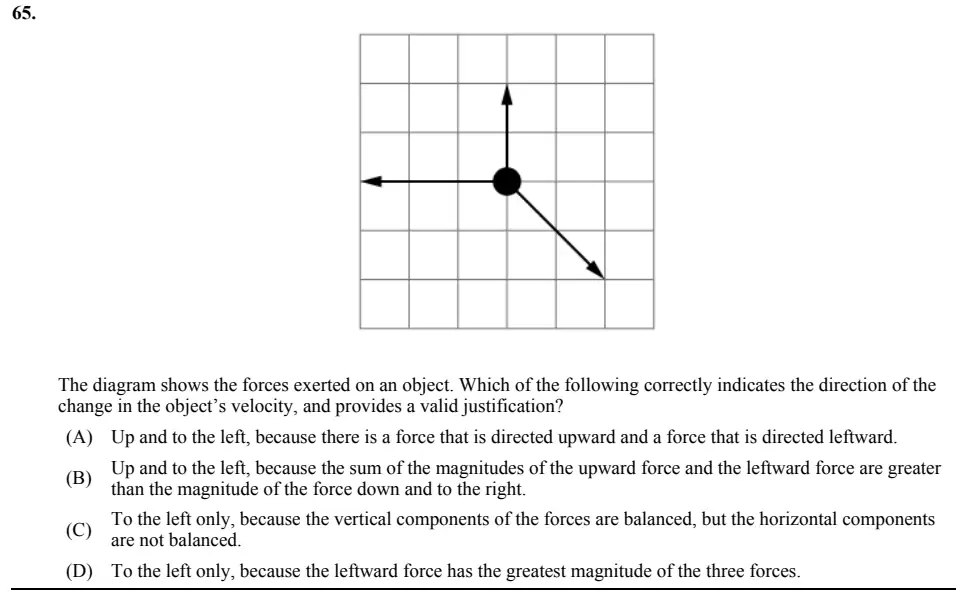 65.
The diagram shows the forces exerted on an object. Which of the following correctly indicates the direction of the
change in the object's velocity, and provides a valid justification?
(A) Up and to the left, because there is a force that is directed upward and a force that is directed leftward.
(B) Up and to the left, because the sum of the magnitudes of the upward force and the leftward force are greater
than the magnitude of the force down and to the right.
(C) To the left only, because the vertical components of the forces are balanced, but the horizontal components
are not balanced.
(D) To the left only, because the leftward force has the greatest magnitude of the three forces.